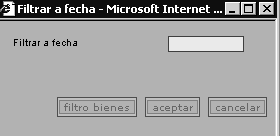 Filtrar a fecha - Microsoft Internet ...
Filtrar a fecha
filtro bienes aceptar cancelar